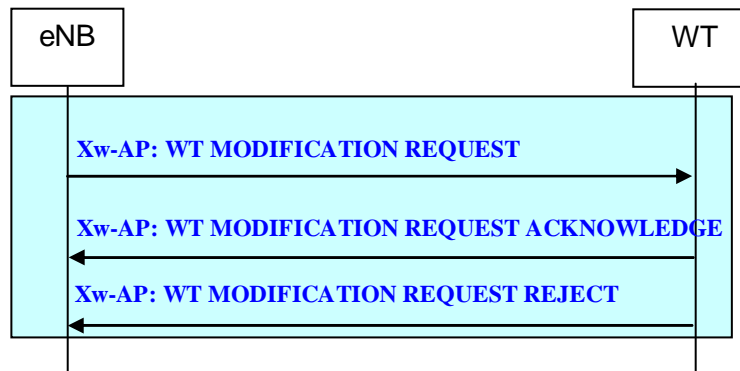 eNB
WT
Xw-AP: WT MODIFICATION REQUEST
Xw-AP: WT MODIFICATION REQUEST ACKNOWLEDGE
Xw-AP: WT MODIFICATION REQUEST REJECT